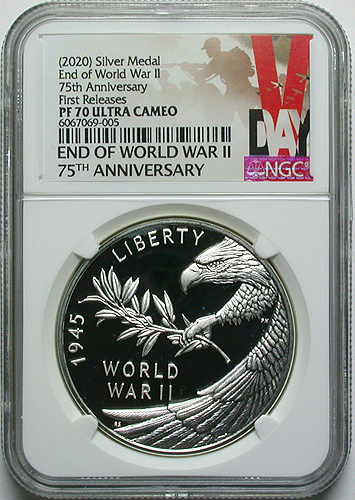 (2020) Silver Medal
End of World War II
75th Anniversary
First Releases
PF 70 ULTRA CAMEO
6067069-005
V
DAY
END OF WORLD WAR II
75TH ANNIVERSARY
NGC®
LIBERTY
1945
WORLD
WAR II